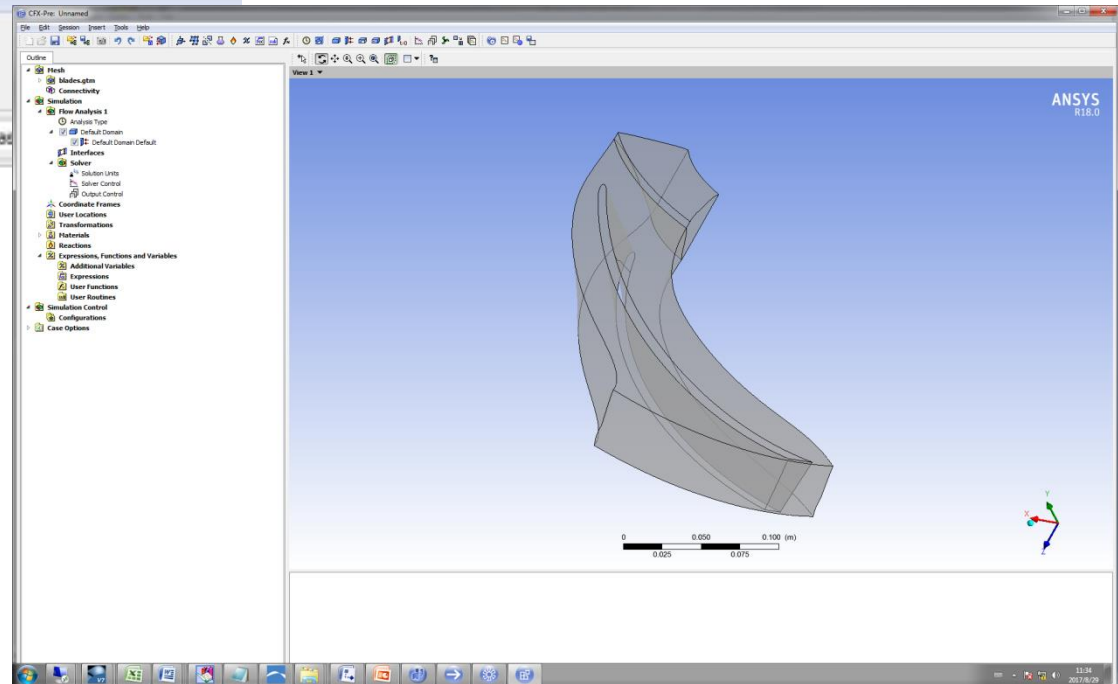 CFX-Pre: Unnamed
File Edit Session Insert Tools Help
Outline
Mesh
blades.gtm
Connectivity
Simulation
Flow Analysis 1
Analysis Type
Default Domain
Default Domain Default
Interfaces
Solver
Solution Units
Solver Control
Output Control
Coordinate Frames
User Locations
Transformations
Materials
Reactions
Expressions, Functions and Variables
Additional Variables
Expressions
User Functions
User Routines
Simulation Control
Configurations
Case Options
View 1
ANSYS
R18.0
0 0.050 0.100 (m)
0.025 0.075
Y
X
Z
V7
11:34
2017/8/29